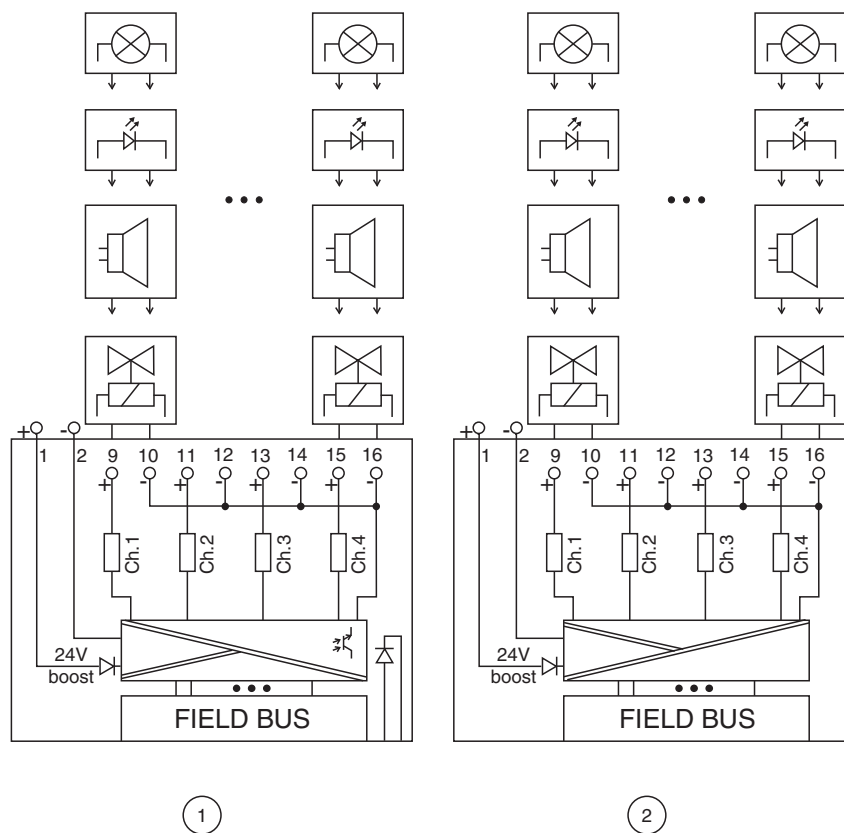 + 1 - 2 9 10 11 12 13 14 15 16
+ - + - + - + -
Ch.1 Ch.2 Ch.3 Ch.4
24V
boost
FIELD BUS
1
+ 1 - 2 9 10 11 12 13 14 15 16
+ - + - + - + -
Ch.1 Ch.2 Ch.3 Ch.4
24V
boost
FIELD BUS
2